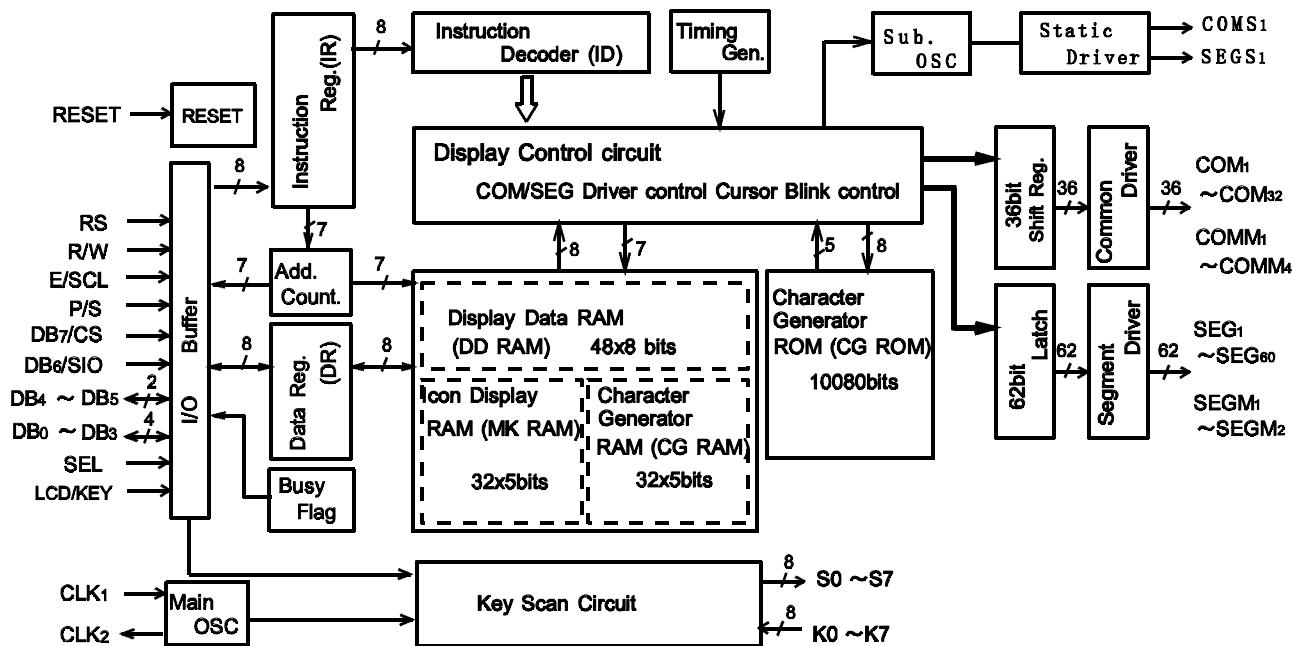 RESET
RESET
RS
R/W
E/SCL
P/S
DB7/CS
DB6/SIO
DB4 ~ DB5
DB0 ~ DB3
SEL
LCD/KEY
2
4
I/O Buffer
8
Instruction
Reg.(IR)
8
7
Add.
Count.
7
7
Data Reg.
(DR)
8
8
Busy
Flag
Instruction
Decoder (ID)
Timing
Gen.
Sub.
OSC
Static
Driver
COMS1
SEGS1
Display Control circuit
COM/SEG Driver control Cursor Blink control
8
7
5
8
Display Data RAM
(DD RAM) 48x8 bits
Icon Display
RAM (MK RAM)
32x5bits
Character
Generator
RAM (CG RAM)
32x5bits
Character
Generator
ROM (CG ROM)
10080bits
36bit
Shift Reg.
36
Common
Driver
36
COM1
~COM32
COMM1
~COMM4
62bit
Latch
62
Segment
Driver
62
SEG1
~SEG60
SEGM1
~SEGM2
CLK1
CLK2
Main
OSC
Key Scan Circuit
8
S0 ~S7
8
K0 ~K7